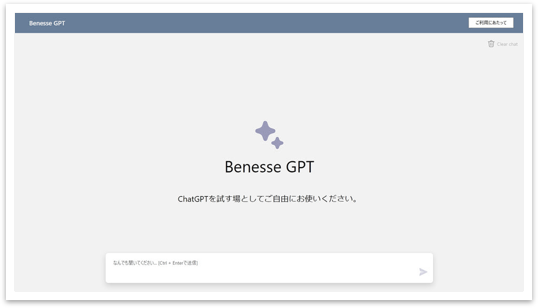 Benesse GPT
ご利用にあたって
Clear chat
Benesse GPT
ChatGPTを試す場としてご自由にお使いください。
なんでも聞いてください... (Ctrl + Enterで送信)